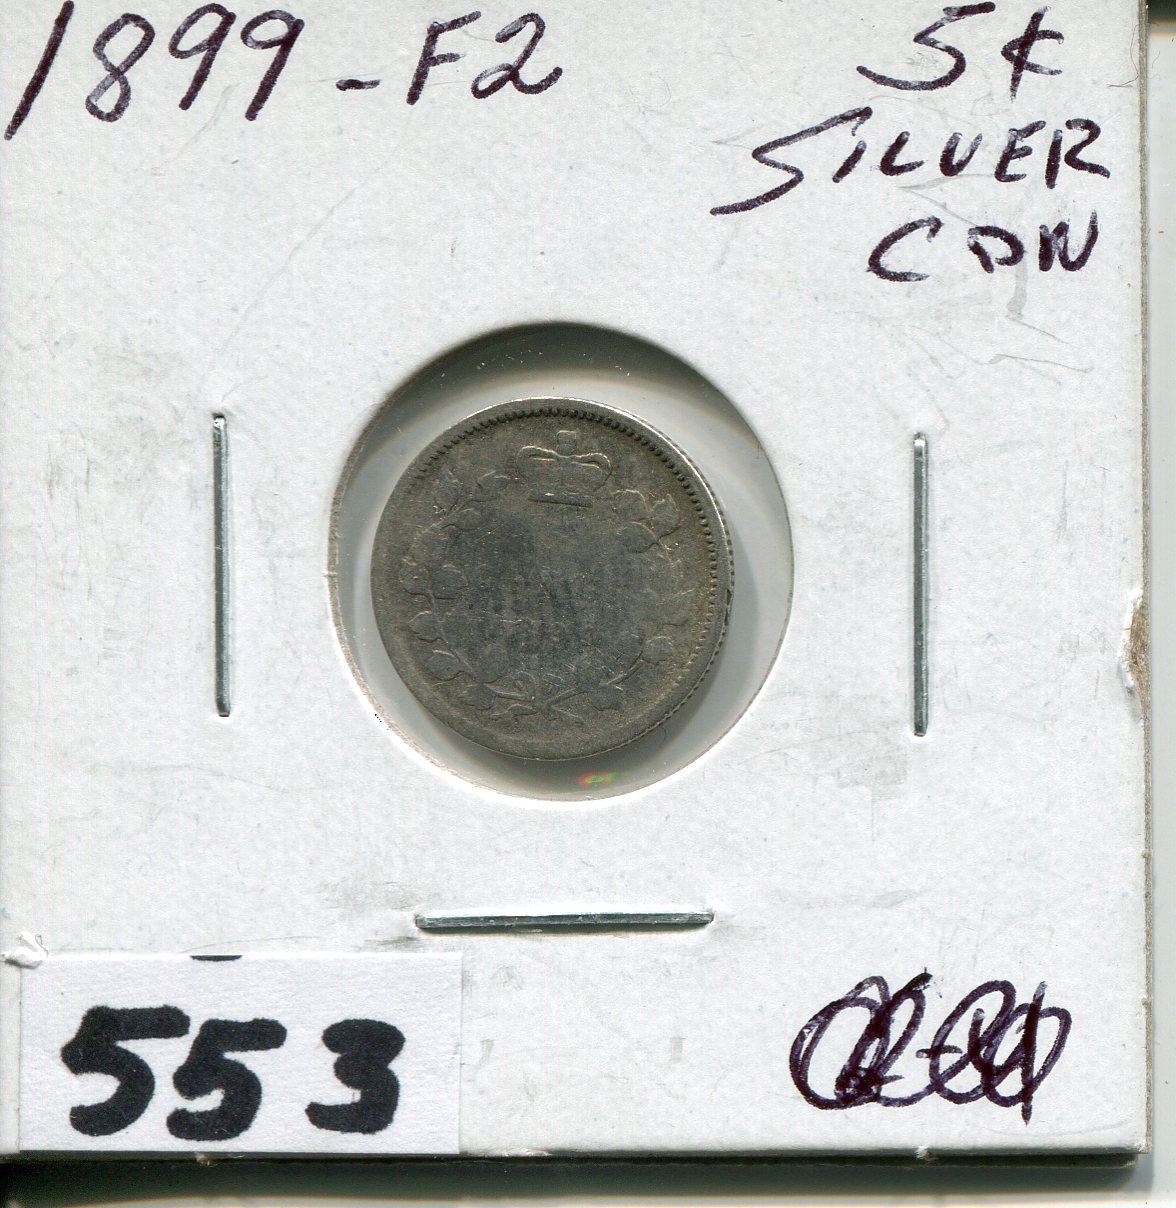 1899-F2 5¢
SILVER
CDN
553